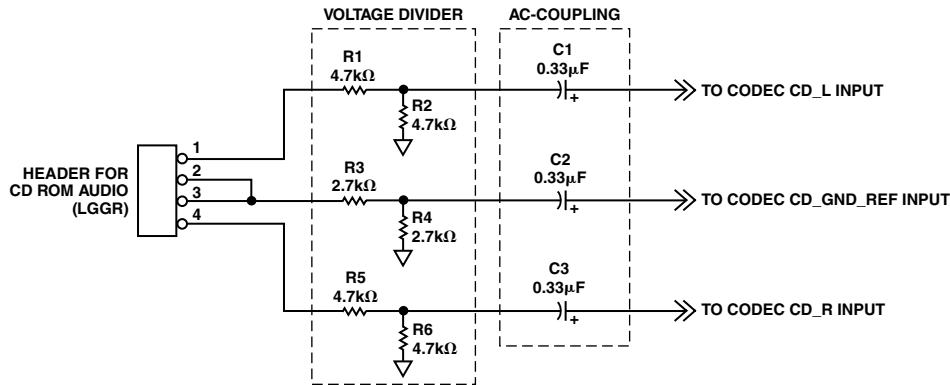 VOLTAGE DIVIDER
AC-COUPLING
R1
4.7kΩ
C1
0.33μF
+
TO CODEC CD_L INPUT
R2
4.7kΩ
HEADER FOR
CD ROM AUDIO
(LGGR)
1
2
3
4
R3
2.7kΩ
C2
0.33μF
+
TO CODEC CD_GND_REF INPUT
R4
2.7kΩ
R5
4.7kΩ
C3
0.33μF
+
TO CODEC CD_R INPUT
R6
4.7kΩ